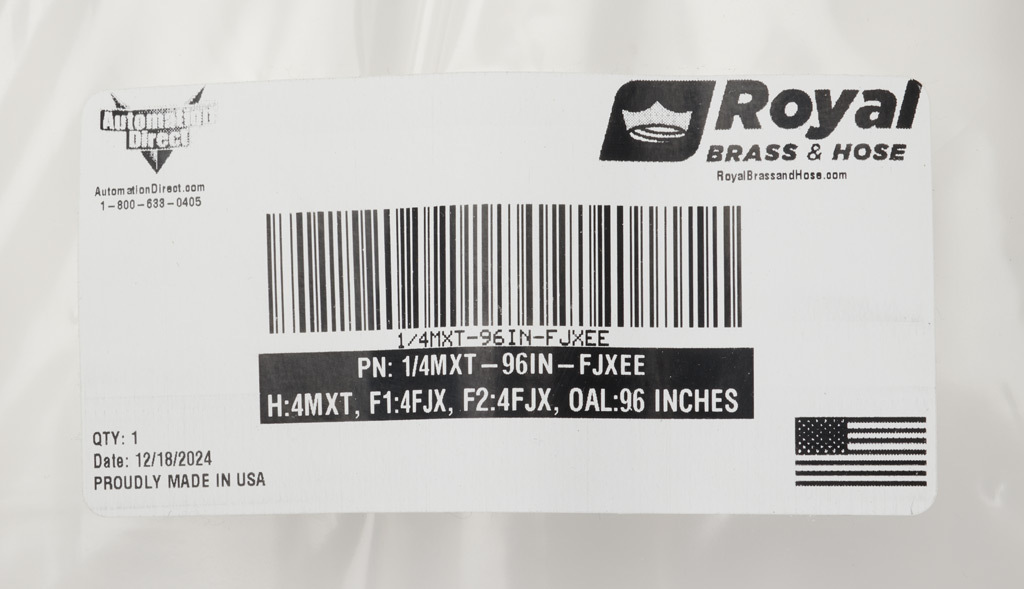 Automation
Direct
AutomationDirect.com
1-800-633-0405
Royal
BRASS & HOSE
RoyalBrassandHose.com
1/4MXT-96IN-FJXEE
PN: 1/4MXT-96IN-FJXEE
H:4MXT, F1:4FJX, F2:4FJX, OAL:96 INCHES
QTY: 1
Date: 12/18/2024
PROUDLY MADE IN USA